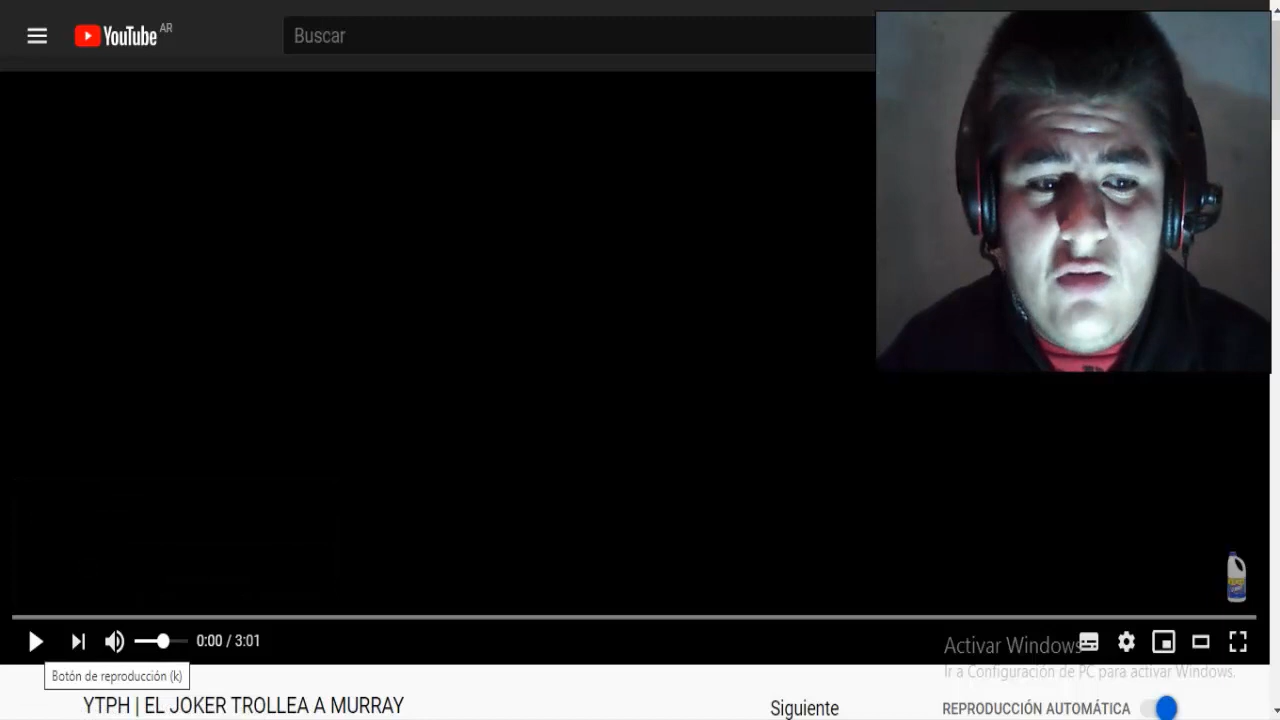 YouTube AR
Buscar
0:00 / 3:01
Activar Windows
Ir a Configuración de PC para activar Windows.
Botón de reproducción (k)
YTPH | EL JOKER TROLLEA A MURRAY
Siguiente
REPRODUCCIÓN AUTOMÁTICA